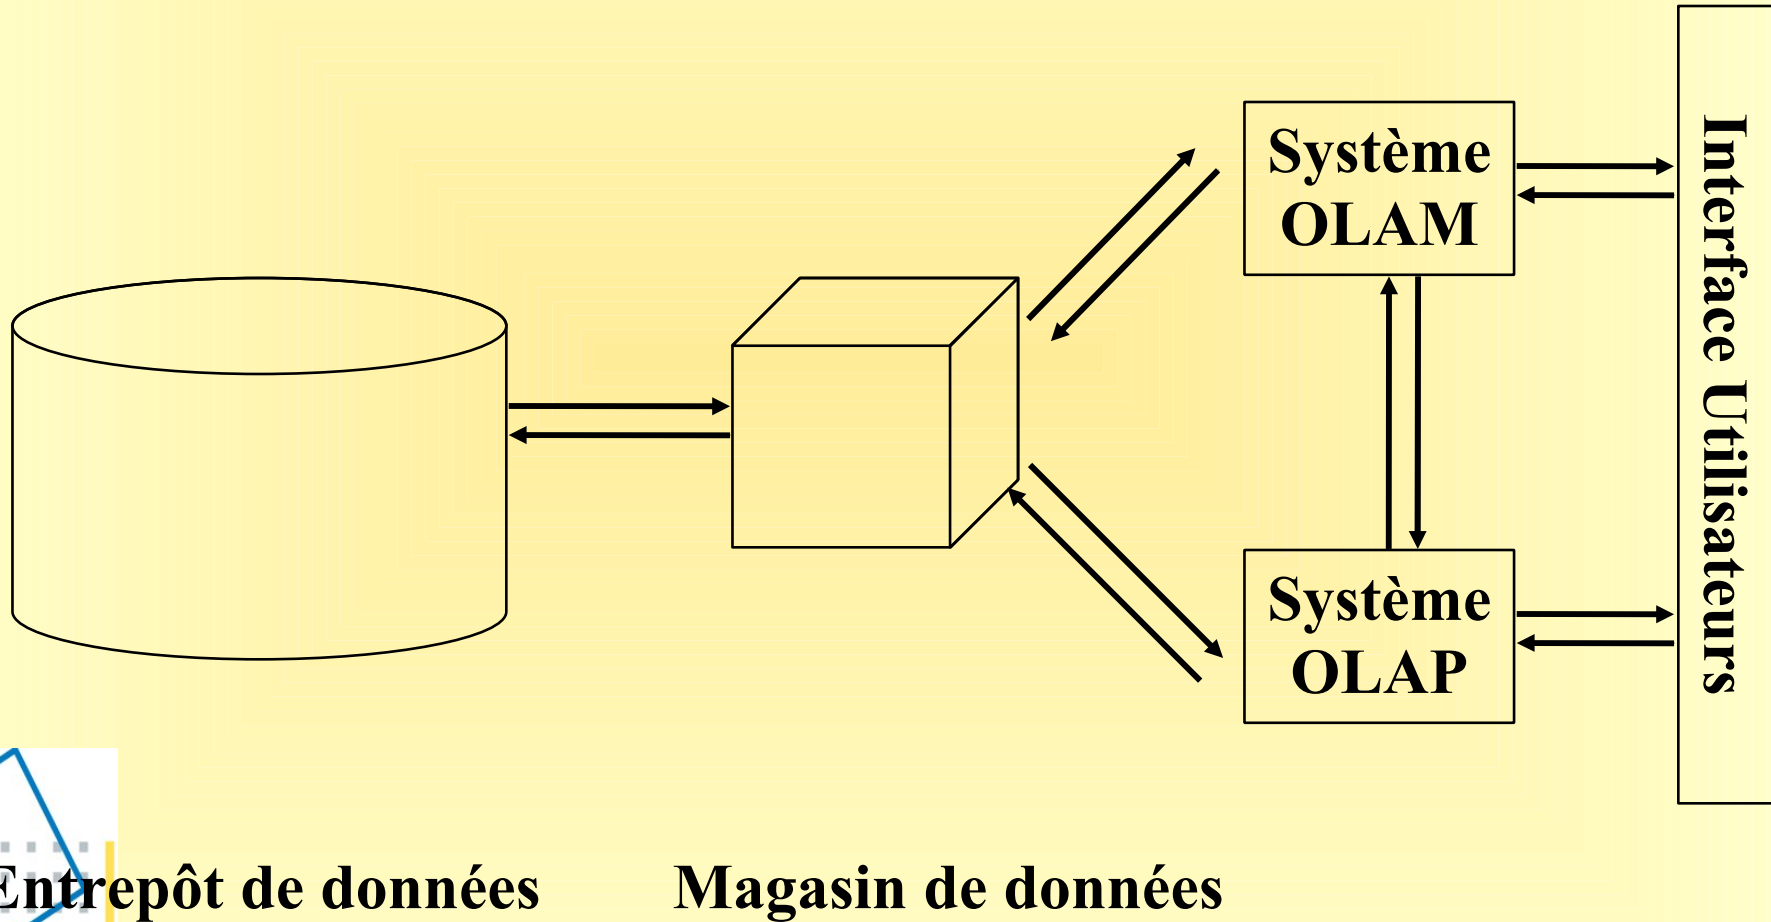 Système
OLAM
Interface Utilisateurs
Système
OLAP
Entrepôt de données
Magasin de données